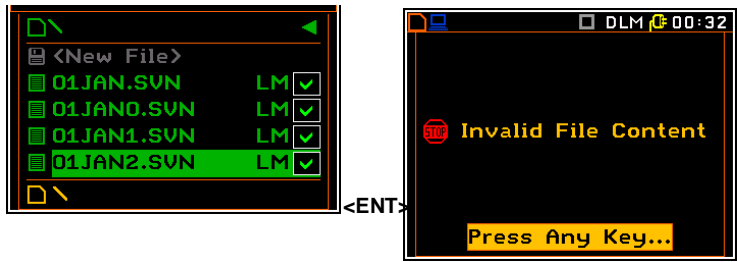 \
<New File>
01JAN.SVN LM
01JAN0.SVN LM
01JAN1.SVN LM
01JAN2.SVN LM
\
<ENT>
DLM 00:32
STOP Invalid File Content
Press Any Key...